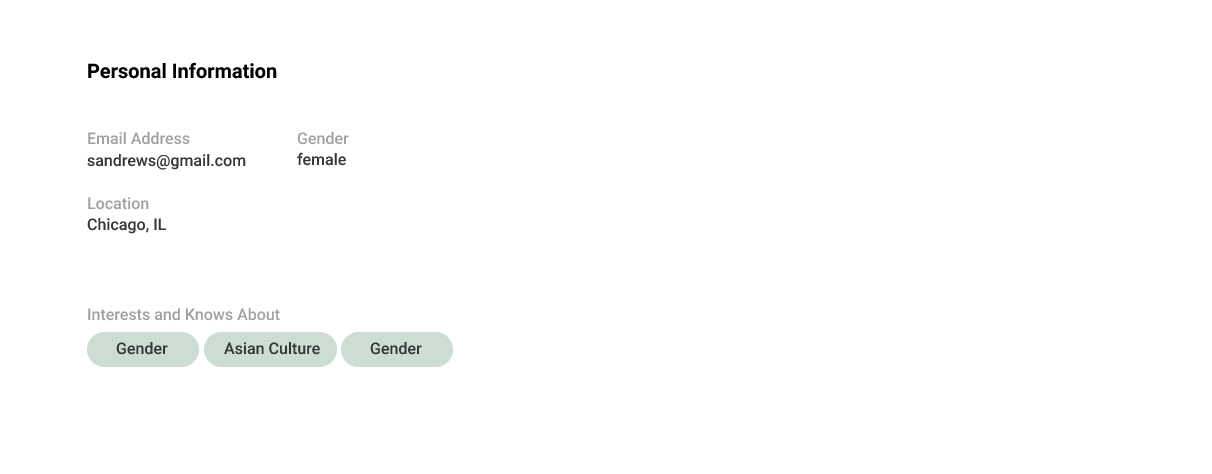 Personal Information
Email Address Gender
sandrews@gmail.com female
Location
Chicago, IL
Interests and Knows About
Gender Asian Culture Gender